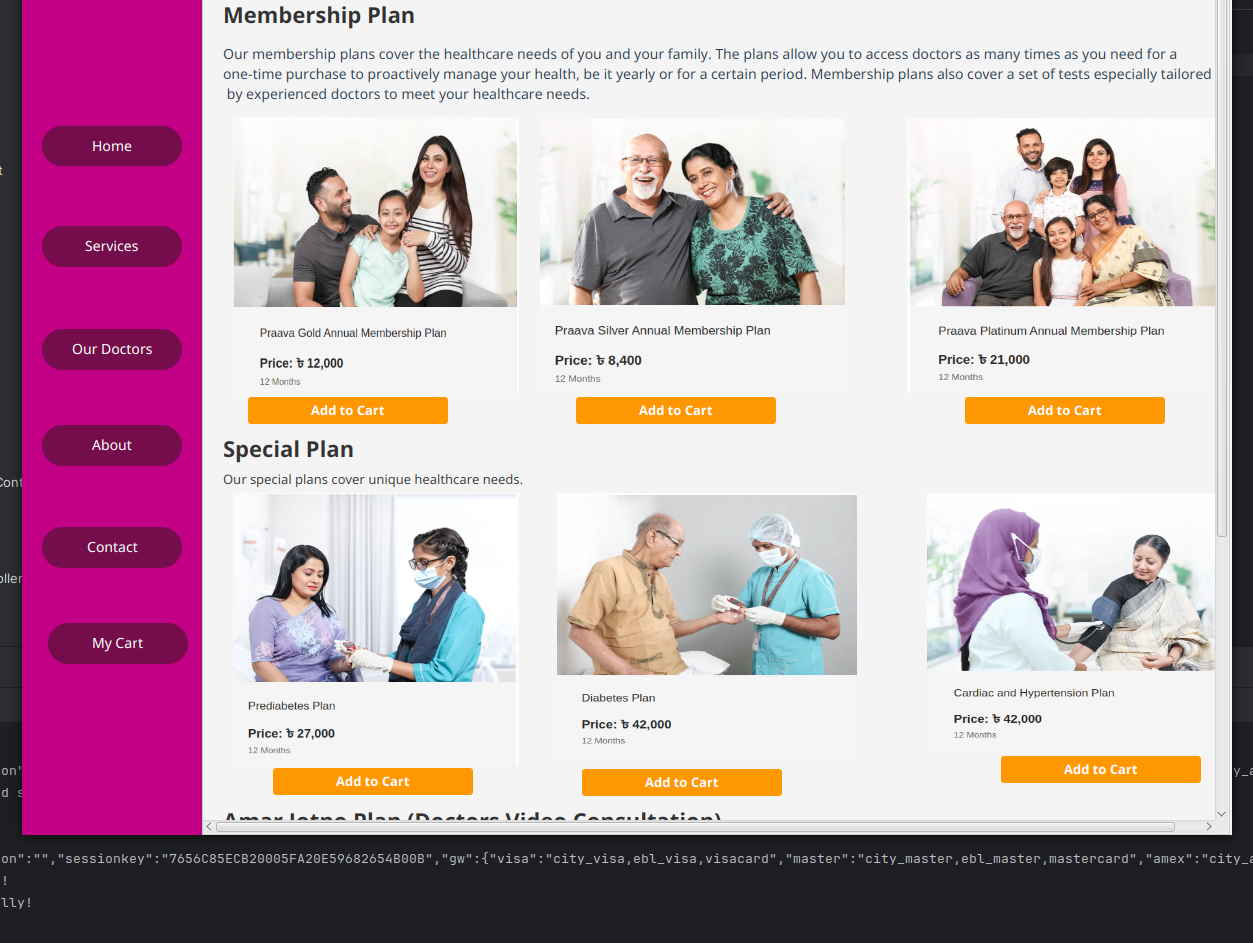 Membership Plan
Our membership plans cover the healthcare needs of you and your family. The plans allow you to access doctors as many times as you need for a
one-time purchase to proactively manage your health, be it yearly or for a certain period. Membership plans also cover a set of tests especially tailored
by experienced doctors to meet your healthcare needs.
Home
Services
Our Doctors
About
Contact
My Cart
Praava Gold Annual Membership Plan
Price: ৳ 12,000
12 Months
Add to Cart
Praava Silver Annual Membership Plan
Price: ৳ 8,400
12 Months
Add to Cart
Praava Platinum Annual Membership Plan
Price: ৳ 21,000
12 Months
Add to Cart
Special Plan
Our special plans cover unique healthcare needs.
Prediabetes Plan
Price: ৳ 27,000
12 Months
Add to Cart
Diabetes Plan
Price: ৳ 42,000
12 Months
Add to Cart
Cardiac and Hypertension Plan
Price: ৳ 42,000
12 Months
Add to Cart
Amar Jotno Plan (Doctors Video Consultation)
t
Cont
oller
on"
d s
y_a
on":"","sessionkey":"7656C85ECB20005FA20E59682654B00B","gw":{"visa":"city_visa,ebl_visa,visacard","master":"city_master,ebl_master,mastercard","amex":"city_a
!
lly!